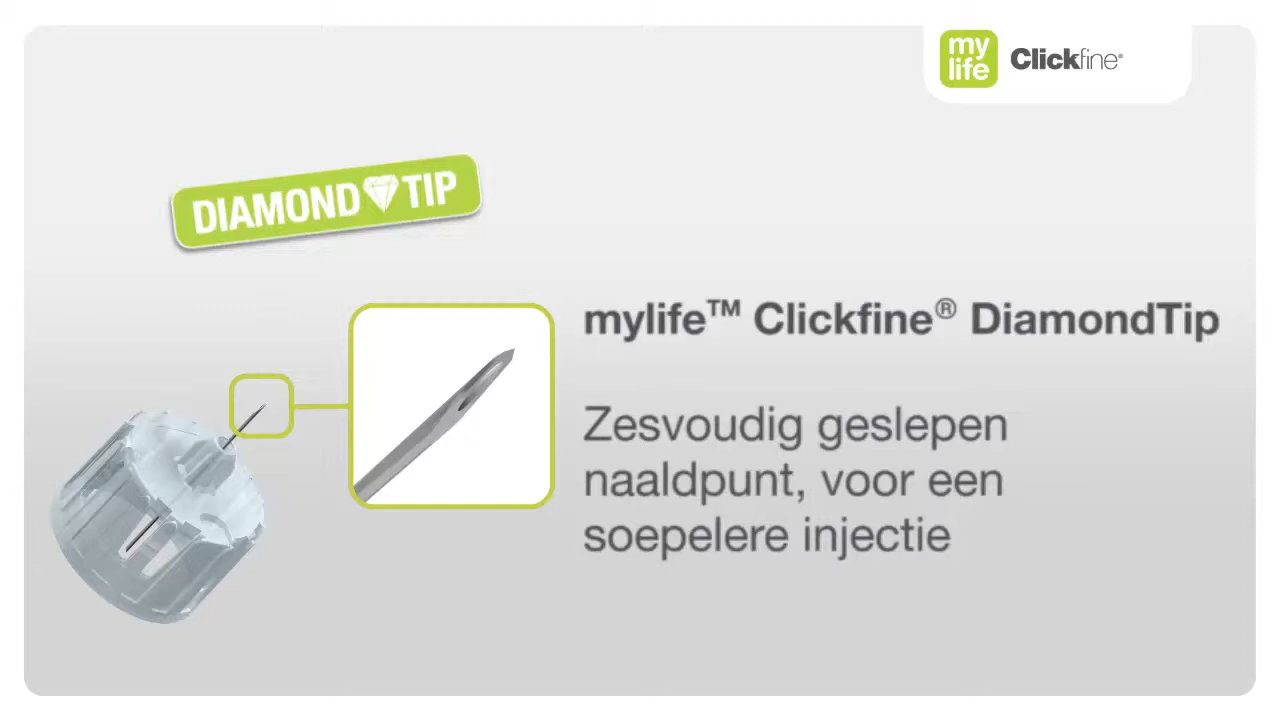 my
life
Clickfine®
DIAMOND TIP
mylife™ Clickfine® DiamondTip
Zesvoudig geslepen
naaldpunt, voor een
soepelere injectie